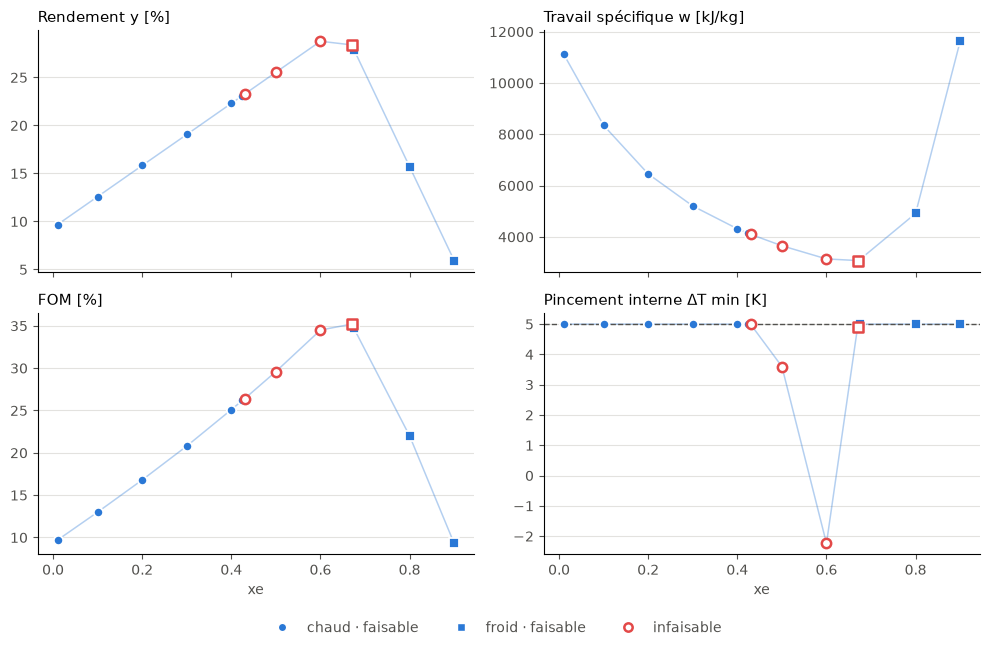 Rendement y [%]
25
20
15
10
5
Travail spécifique w [kJ/kg]
12000
10000
8000
6000
4000
FOM [%]
35
30
25
20
15
10
0.0 0.2 0.4 0.6 0.8
xe
Pincement interne ΔT min [K]
5
4
3
2
1
0
−1
−2
0.0 0.2 0.4 0.6 0.8
xe
chaud · faisable froid · faisable infaisable